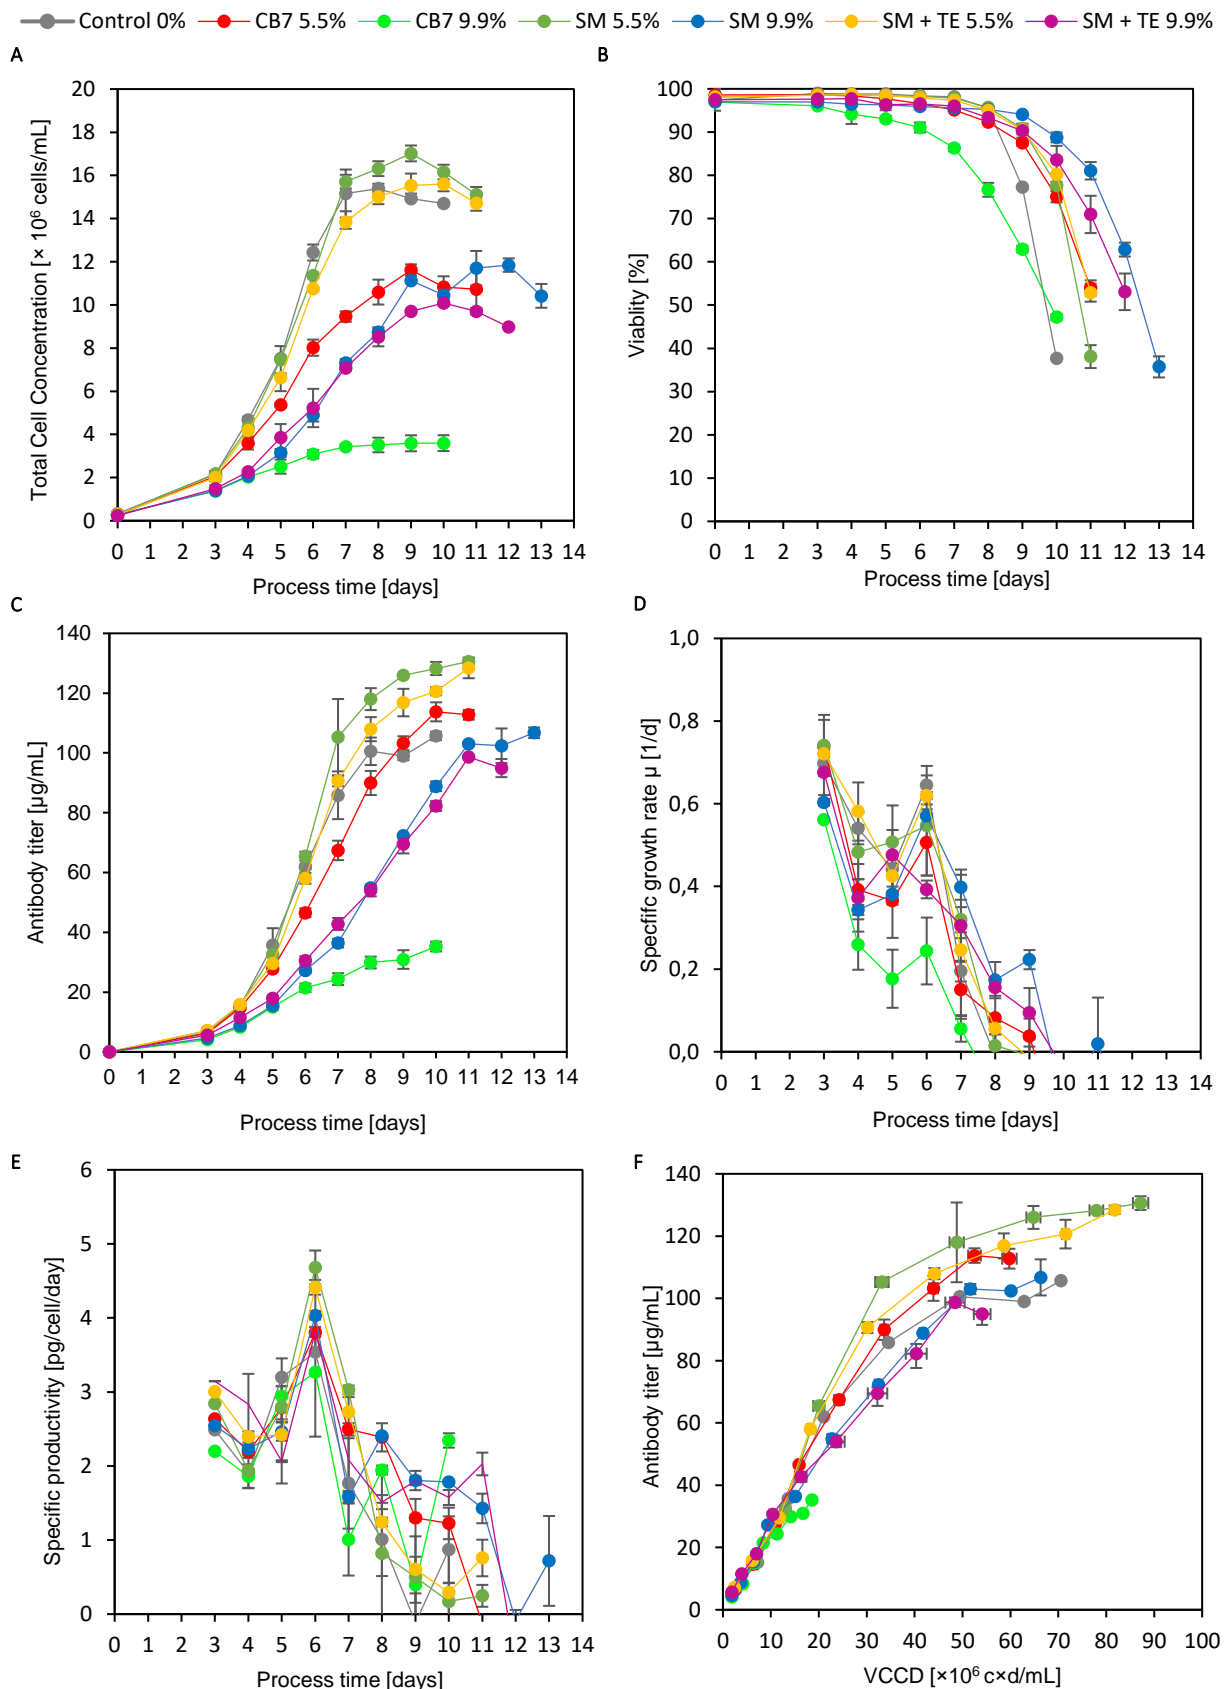 Control 0% CB7 5.5% CB7 9.9% SM 5.5% SM 9.9% SM + TE 5.5% SM + TE 9.9%
A
Total Cell Concentration [× 10⁶ cells/mL]
20
18
16
14
12
10
8
6
4
2
0
0 1 2 3 4 5 6 7 8 9 10 11 12 13 14
Process time [days]
B
Viablity [%]
100
90
80
70
60
50
40
30
20
10
0
0 1 2 3 4 5 6 7 8 9 10 11 12 13 14
Process time [days]
C
Antibody titer [µg/mL]
140
120
100
80
60
40
20
0
0 1 2 3 4 5 6 7 8 9 10 11 12 13 14
Process time [days]
D
Specfifc growth rate µ [1/d]
1,0
0,8
0,6
0,4
0,2
0,0
0 1 2 3 4 5 6 7 8 9 10 11 12 13 14
Process time [days]
E
Specific productivity [pg/cell/day]
6
5
4
3
2
1
0
0 1 2 3 4 5 6 7 8 9 10 11 12 13 14
Process time [days]
F
Antibody titer [µg/mL]
140
120
100
80
60
40
20
0
0 10 20 30 40 50 60 70 80 90 100
VCCD [×10⁶ c×d/mL]